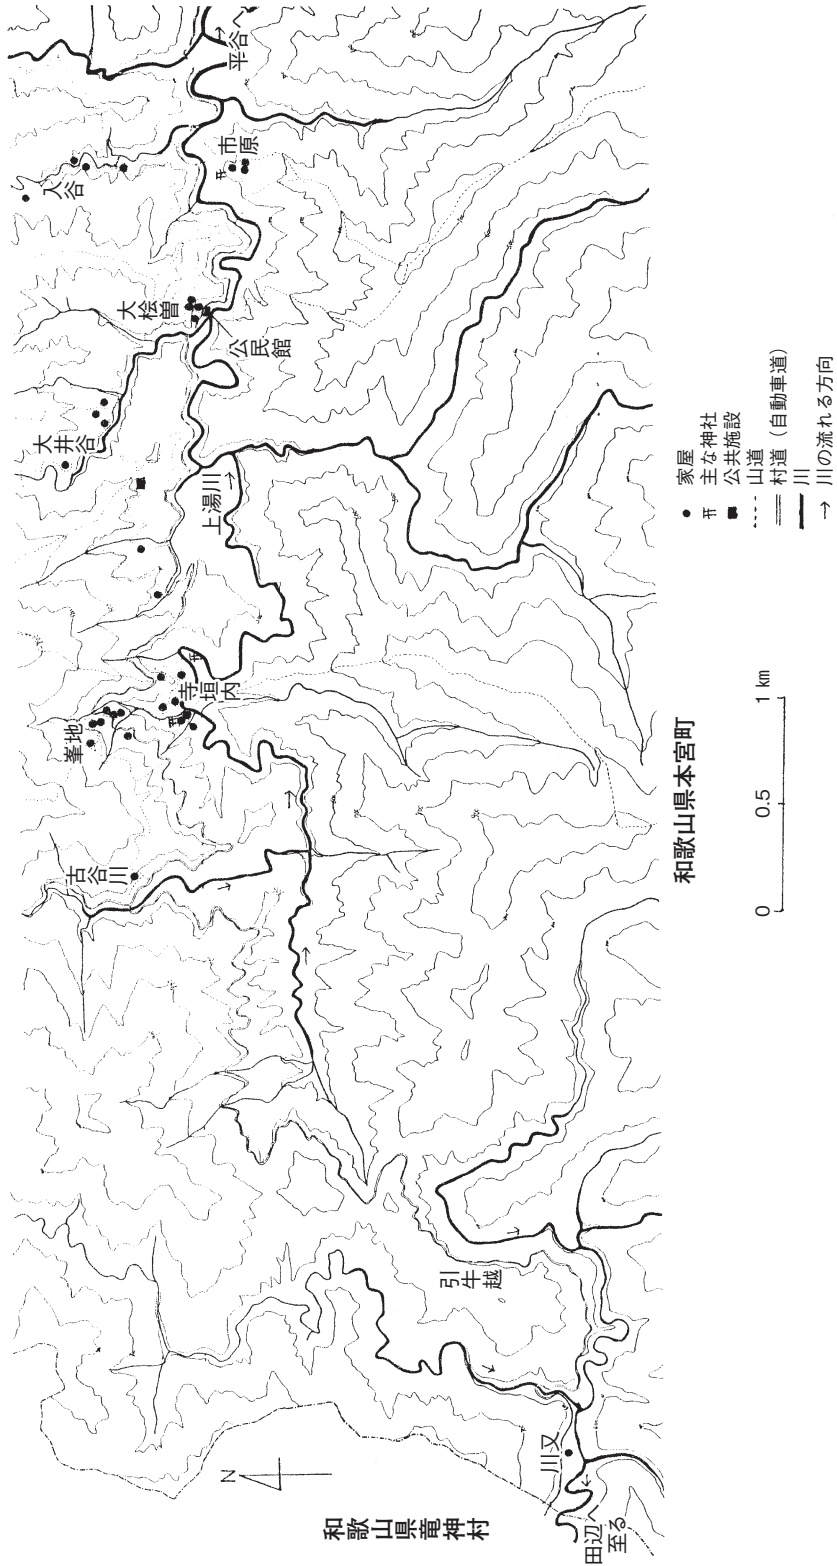 平谷へ
市原
入谷
大桧曽
公民館
大井谷
上湯川
寺垣内
峯地
古谷川
引牛越
川又
田辺へ
至る
N
和歌山県竜神村
和歌山県本宮町
0 0.5 1 km
家屋
主な神社
公共施設
山道
村道（自動車道）
川
→ 川の流れる方向